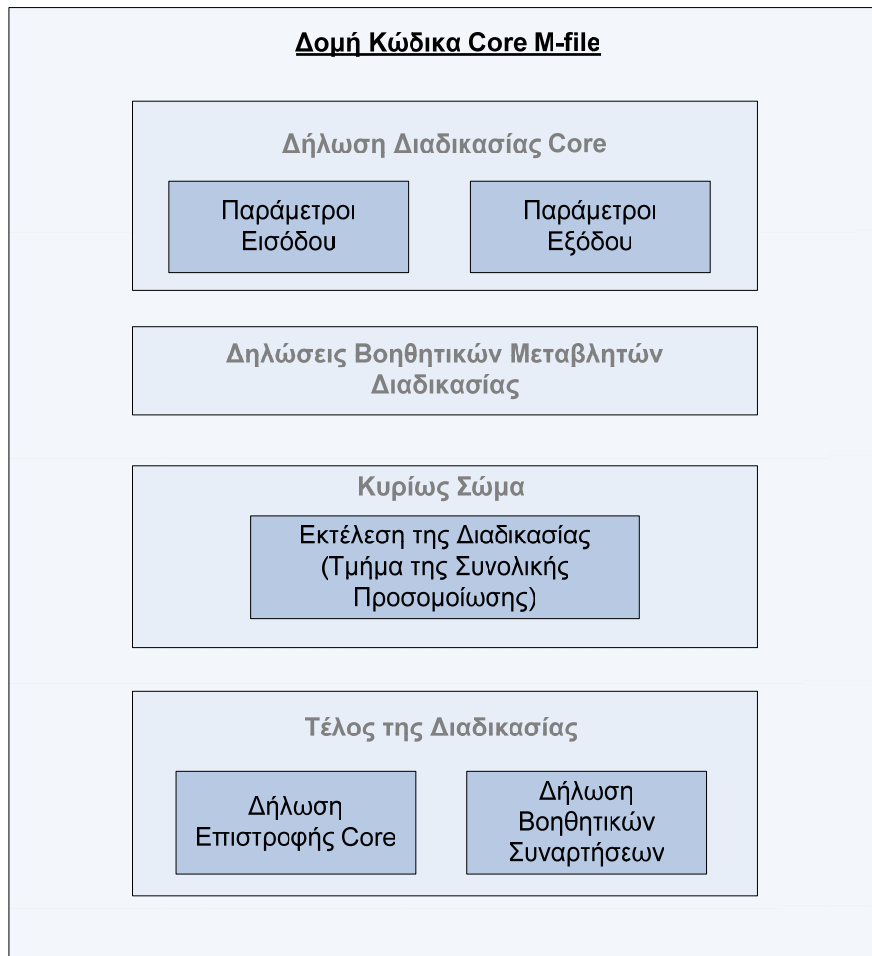 Δομή Κώδικα Core M-file
Δήλωση Διαδικασίας Core
Παράμετροι
Εισόδου
Παράμετροι
Εξόδου
Δηλώσεις Βοηθητικών Μεταβλητών
Διαδικασίας
Κυρίως Σώμα
Εκτέλεση της Διαδικασίας
(Τμήμα της Συνολικής
Προσομοίωσης)
Τέλος της Διαδικασίας
Δήλωση
Επιστροφής Core
Δήλωση
Βοηθητικών
Συναρτήσεων